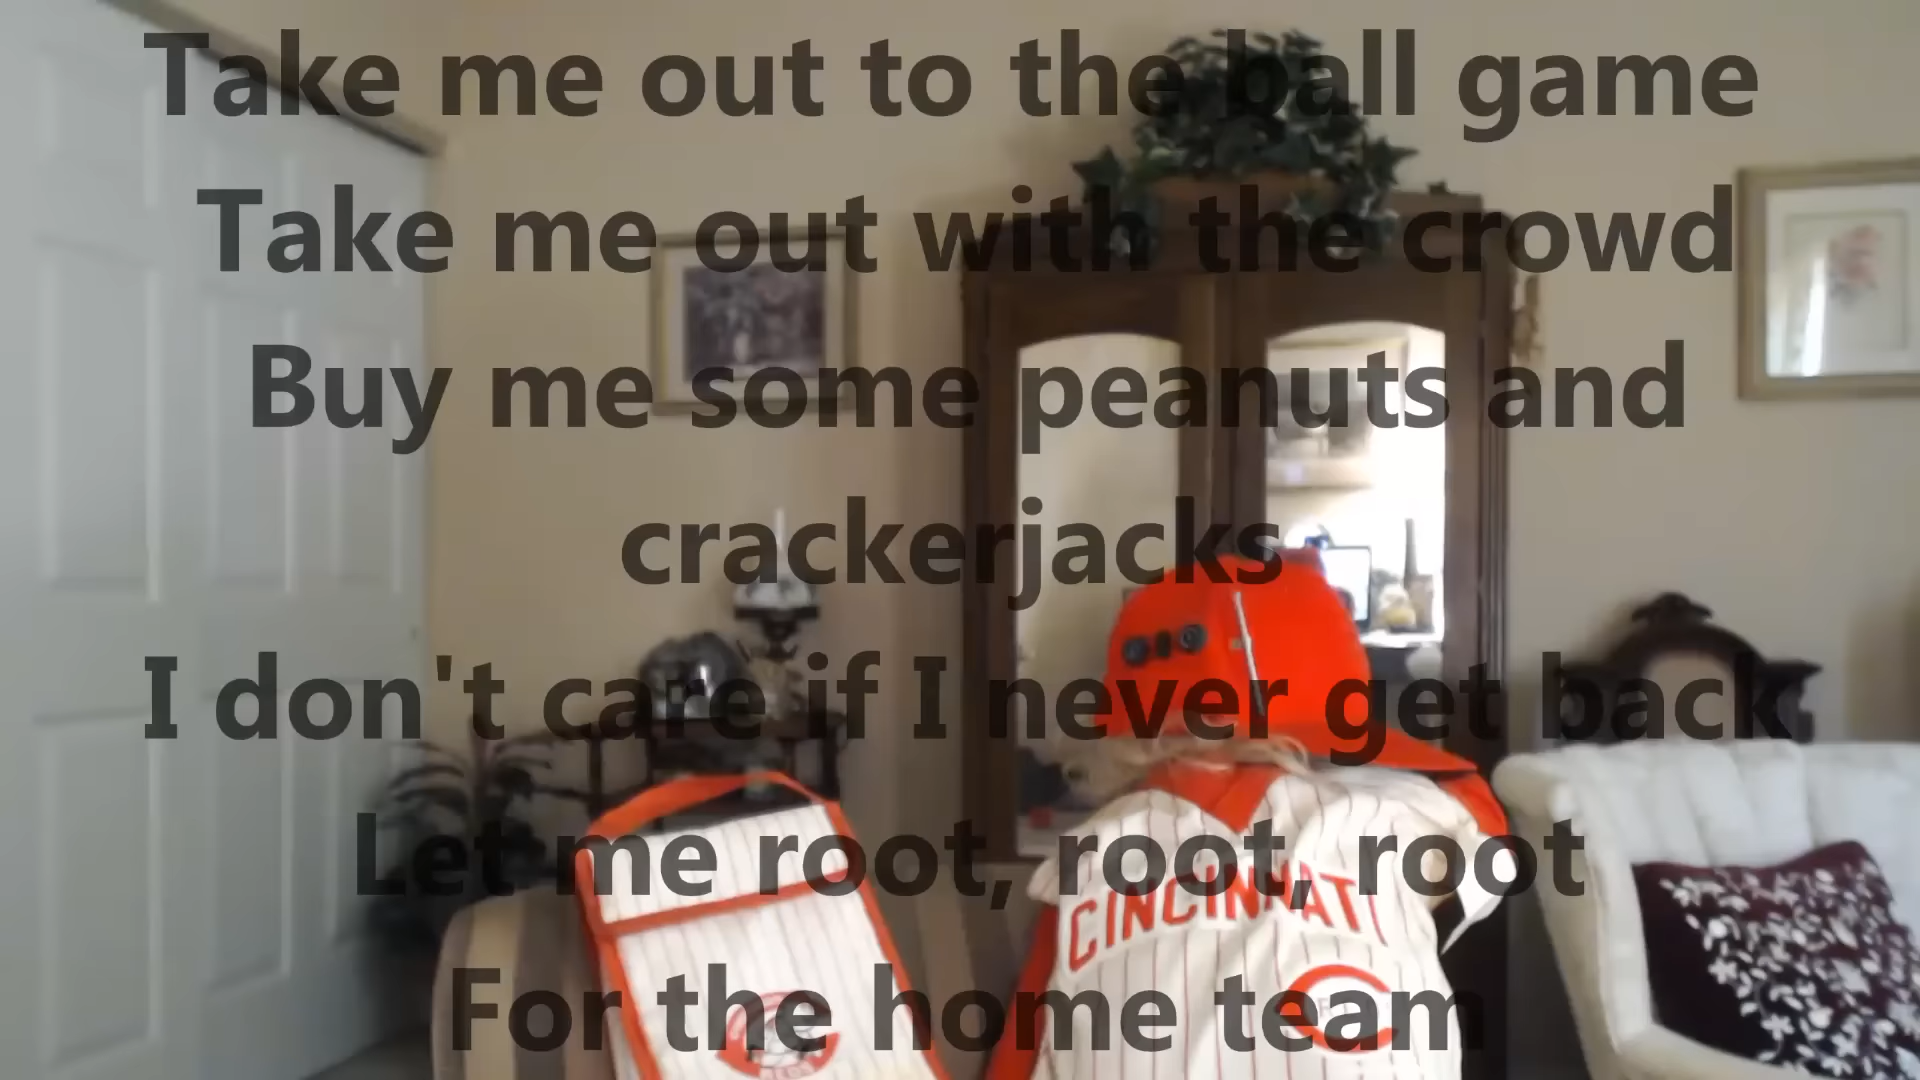 Take me out to the ball game
Take me out with the crowd
Buy me some peanuts and
crackerjacks
I don't care if I never get back
Let me root, root, root
For the home team
CINCINNATI
REDS